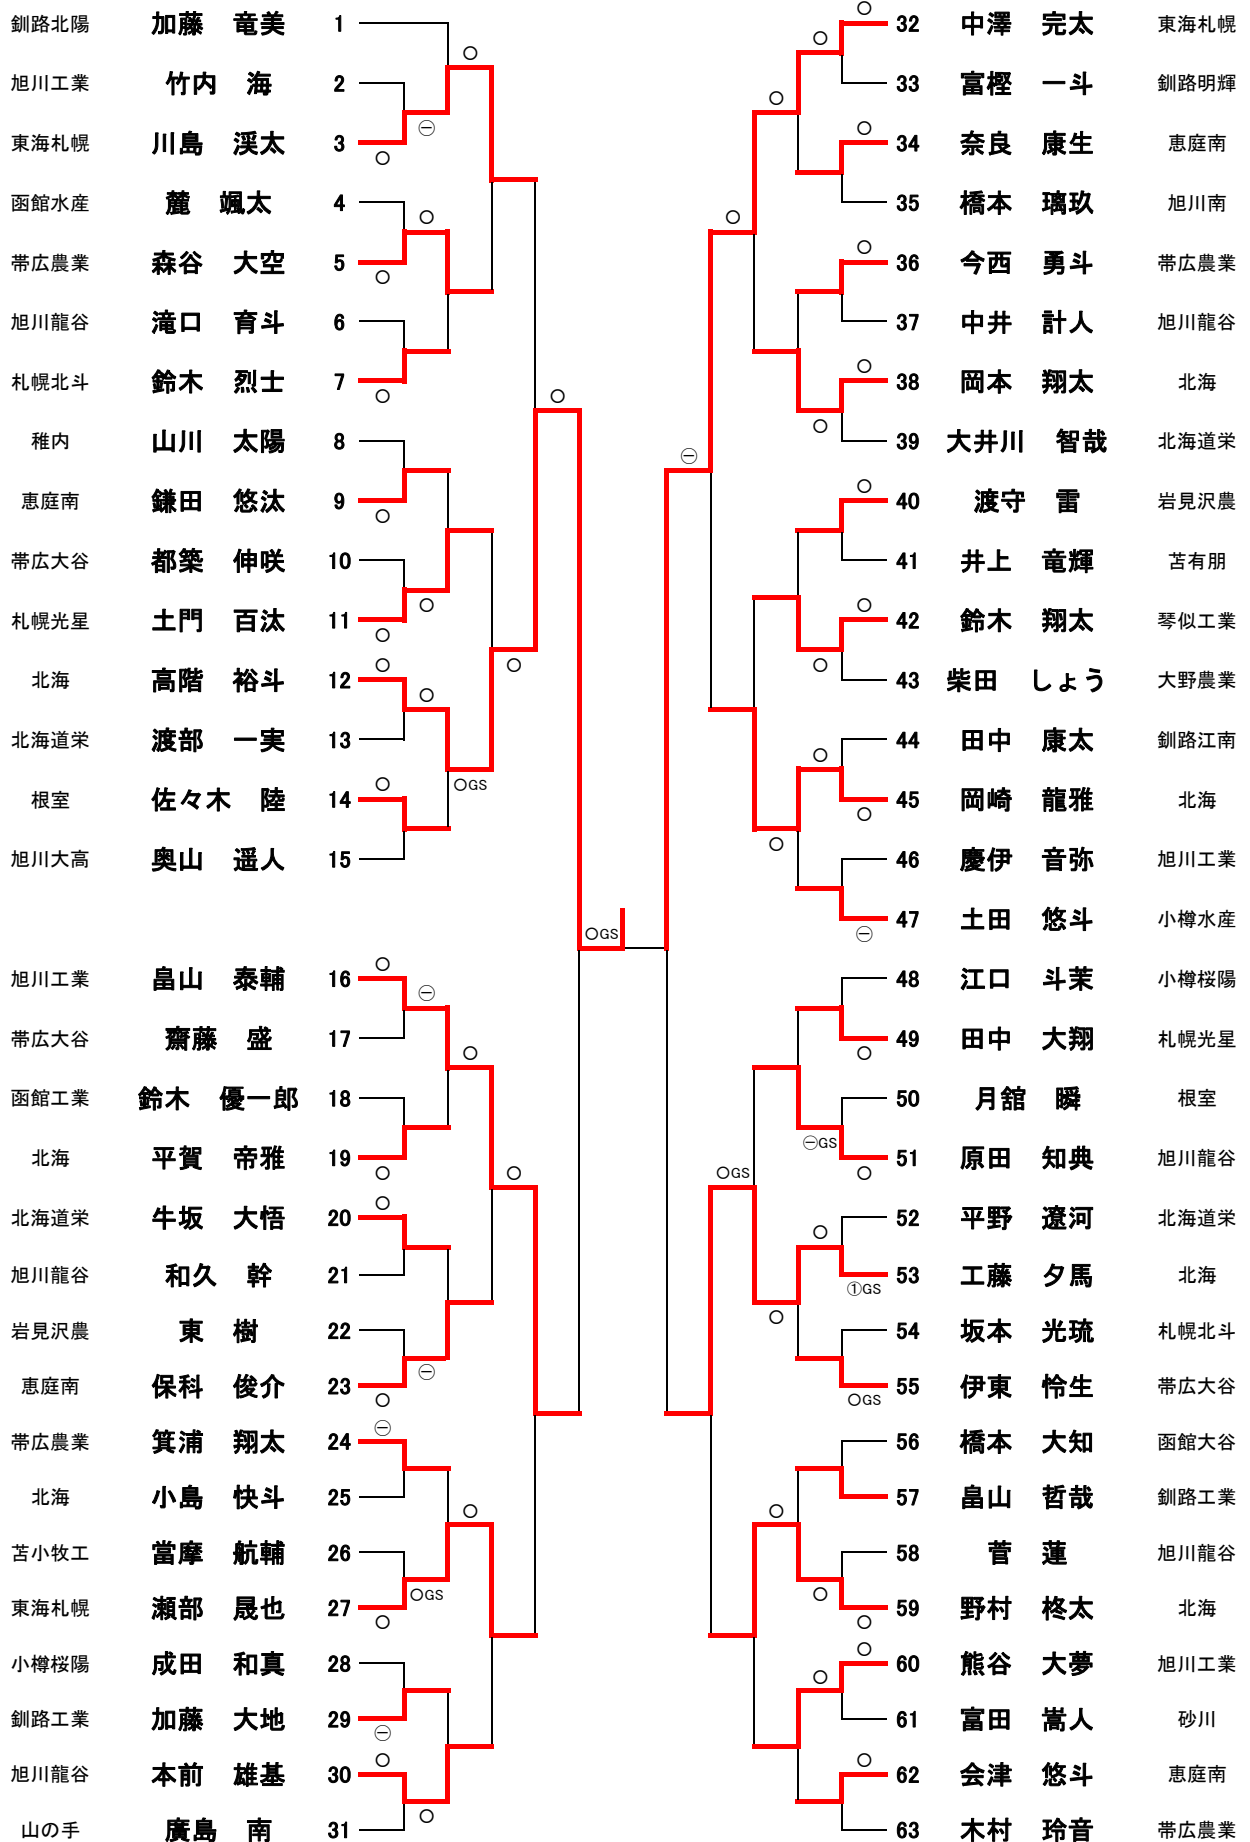 釧路北陽 加藤 竜美 1
旭川工業 竹内 海 2
東海札幌 川島 渓太 3
函館水産 麓 颯太 4
帯広農業 森谷 大空 5
旭川龍谷 滝口 育斗 6
札幌北斗 鈴木 烈士 7
稚内 山川 太陽 8
恵庭南 鎌田 悠汰 9
帯広大谷 都築 伸咲 10
札幌光星 土門 百汰 11
北海 高階 裕斗 12
北海道栄 渡部 一実 13
根室 佐々木 陸 14
旭川大高 奥山 遥人 15
旭川工業 畠山 泰輔 16
帯広大谷 齋藤 盛 17
函館工業 鈴木 優一郎 18
北海 平賀 帝雅 19
北海道栄 牛坂 大悟 20
旭川龍谷 和久 幹 21
岩見沢農 東 樹 22
恵庭南 保科 俊介 23
帯広農業 箕浦 翔太 24
北海 小島 快斗 25
苫小牧工 當摩 航輔 26
東海札幌 瀬部 晟也 27
小樽桜陽 成田 和真 28
釧路工業 加藤 大地 29
旭川龍谷 本前 雄基 30
山の手 廣島 南 31
○GS
○GS
○GS
32 中澤 完太 東海札幌
33 富樫 一斗 釧路明輝
34 奈良 康生 恵庭南
35 橋本 璃玖 旭川南
36 今西 勇斗 帯広農業
37 中井 計人 旭川龍谷
38 岡本 翔太 北海
39 大井川 智哉 北海道栄
40 渡守 雷 岩見沢農
41 井上 竜輝 苫有朋
42 鈴木 翔太 琴似工業
43 柴田 しょう 大野農業
44 田中 康太 釧路江南
45 岡崎 龍雅 北海
46 慶伊 音弥 旭川工業
47 土田 悠斗 小樽水産
48 江口 斗茉 小樽桜陽
49 田中 大翔 札幌光星
50 月舘 瞬 根室
㊀GS
51 原田 知典 旭川龍谷
○GS
52 平野 遼河 北海道栄
53 工藤 夕馬 北海
①GS
54 坂本 光琉 札幌北斗
55 伊東 怜生 帯広大谷
○GS
56 橋本 大知 函館大谷
57 畠山 哲哉 釧路工業
58 菅 蓮 旭川龍谷
59 野村 柊太 北海
60 熊谷 大夢 旭川工業
61 富田 嵩人 砂川
62 会津 悠斗 恵庭南
63 木村 玲音 帯広農業